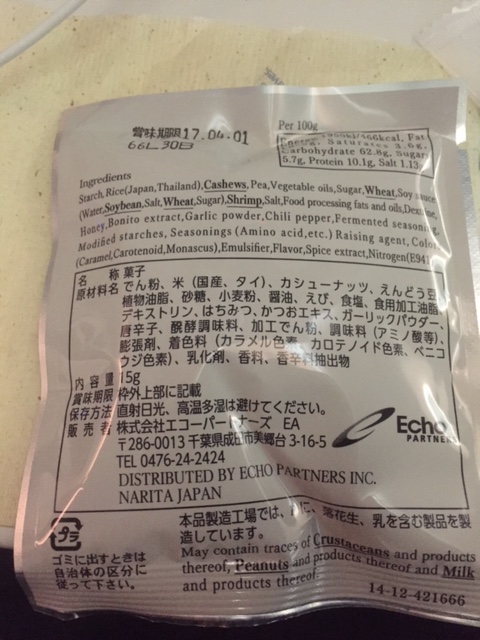 賞味期限17.04.01
66L 30B
Per 100g
466kcal, Fat
Saturates 3.6g,
Carbohydrate 62.8g, Sugars
5.7g, Protein 10.1g, Salt 1.13
Ingredients
Starch,Rice(Japan,Thailand),Cashews,Pea,Vegetable oils,Sugar,Wheat,Soy sauce
(Water,Soybean,Salt,Wheat,Sugar),Shrimp,Salt,Food processing fats and oils,
Honey,Bonito extract,Garlic powder,Chili pepper,Fermented seasoning,
Modified starches, Seasonings (Amino acid,etc.) Raising agent, Color
(Caramel,Carotenoid,Monascus),Emulsifier,Flavor,Spice extract,Nitrogen(E941
名 称 菓子
原材料名 でん粉、米(国産、タイ)、カシューナッツ、えんどう豆
植物油脂、砂糖、小麦粉、醤油、えび、食塩、食用加工油脂
デキストリン、はちみつ、かつおエキス、ガーリックパウダー、
唐辛子、醗酵調味料、加工でん粉、調味料(アミノ酸等)、
膨張剤、着色料(カラメル色素、カロテノイド色素、ベニコ
ウジ色素)、乳化剤、香料、香辛料抽出物
内 容 量 15g
賞味期限 枠外上部に記載
保存方法 直射日光、高温多湿は避けてください。
販 売 者 株式会社エコーパートナーズ EA
〒286-0013 千葉県成田市美郷台3-16-5
TEL 0476-24-2424
DISTRIBUTED BY ECHO PARTNERS INC.
NARITA JAPAN
Echo
PARTNERS
外装
ゴミに出すときは
自治体の区分に
従って下さい。
本品製造工場では、かに、落花生、乳を含む製品を製
造しています。
May contain traces of Crustaceans and products
thereof, Peanuts and products thereof and Milk
and products thereof.
14-12-421666